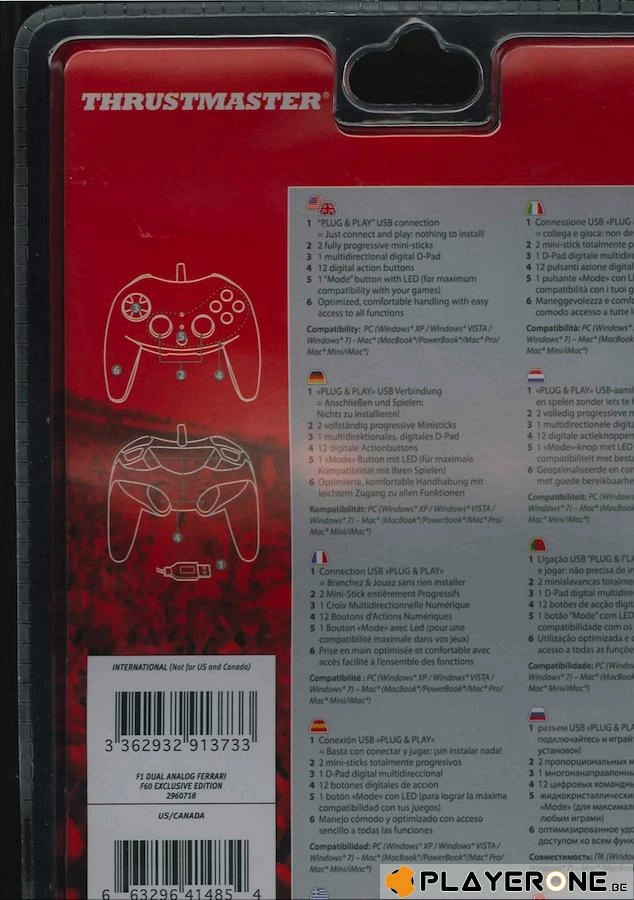 THRUSTMASTER®
1 "PLUG & PLAY" USB connection
= Just connect and play: nothing to install!
2 2 fully progressive mini-sticks
3 1 multidirectional digital D-Pad
4 12 digital action buttons
5 1 "Mode" button with LED (for maximum
compatibility with your games)
6 Optimized, comfortable handling with easy
access to all functions
Compatibility: PC (Windows® XP / Windows® VISTA /
Windows® 7) - Mac® (MacBook®/PowerBook®/Mac® Pro/
Mac® Mini/iMac®)
1 «PLUG & PLAY» USB Verbindung
= Anschließen und Spielen:
Nichts zu installieren!
2 2 vollständig progressive Ministicks
3 1 multidirektionales, digitales D-Pad
4 12 digitale Actionbuttons
5 1 «Mode» Button mit LED (für maximale
Kompatibilität mit Ihren Spielen)
6 Optimierte, komfortable Handhabung mit
leichtem Zugang zu allen Funktionen
Kompatibilität: PC (Windows® XP / Windows® VISTA /
Windows® 7) – Mac® (MacBook®/PowerBook®/Mac® Pro/
Mac® Mini/iMac®)
1 Connection USB «PLUG & PLAY»
= Branchez & Jouez sans rien installer
2 2 Mini-Stick entièrement Progressifs
3 1 Croix Multidirectionnelle Numérique
4 12 Boutons d'Actions Numériques
5 1 Bouton «Mode» avec Led (pour une
compatibilité maximale dans vos jeux)
6 Prise en main optimisée et confortable avec
accès facilité à l'ensemble des fonctions
Compatibilité : PC (Windows® XP / Windows® VISTA /
Windows® 7) – Mac® (MacBook®/PowerBook®/Mac® Pro/
Mac® Mini/iMac®)
1 Conexión USB «PLUG & PLAY»
= Basta con conectar y jugar: ¡sin instalar nada!
2 2 mini-sticks totalmente progresivos
3 1 D-Pad digital multidireccional
4 12 botones digitales de acción
5 1 botón «Mode» con LED (para lograr la máxima
compatibilidad con tus juegos)
6 Manejo cómodo y optimizado con acceso
sencillo a todas las funciones
Compatibilidad: PC (Windows® XP / Windows® VISTA /
Windows® 7) – Mac® (MacBook®/PowerBook®/Mac® Pro/
Mac® Mini/iMac®)
1 Connessione USB «PLUG
= collega e gioca: non de
2 2 mini-stick totalmente p
3 1 D-Pad digitale multidire
4 12 pulsanti azione digital
5 1 pulsante «Mode» con L
compatibilità con i tuoi g
6 Maneggevolezza e comfo
comodo accesso a tutte l
Compatibilità: PC (Windows®
Windows® 7) – Mac® (MacBoo
Mac® Mini/iMac®)
1 «PLUG & PLAY» USB-aansl
en spelen zonder iets te
2 2 volledig progressieve m
3 1 multidirectionele digita
4 12 digitale actieknoppen
5 1 «Mode»-knop met LED
compatibiliteit met besta
6 Geoptimaliseerde en con
met goede bereikbaarhe
Compatibiliteit: PC (Windows
Windows® 7) – Mac® (MacBoo
Mac® Mini/iMac®)
1 Ligação USB "PLUG & PLA
e jogar: não precisa de in
2 2 minialavancas totalme
3 1 D-Pad digital multidire
4 12 botões de acção digit
5 1 botão "Mode" com LED
compatibilidade com os
6 Utilização optimizada e
acesso a todas as funçõe
Compatibilidade: PC (Windo
Windows® 7) – Mac® (MacBoo
Mac® Mini/iMac®)
1 разъем USB «PLUG & PLA
подключайтесь и играйт
установок!
2 2 пропорциональных м
3 1 многонаправленны
4 12 цифровых командны
5 жидкокристаллически
«Mode» (для максимал
любым играми)
6 оптимизированное удо
доступом ко всем функ
Совместимость: ПК (Window
3
5
6
2
4
4
1
INTERNATIONAL (Not for US and Canada)
3 362932 913733
F1 DUAL ANALOG FERRARI
F60 EXCLUSIVE EDITION
2960718
US/CANADA
6 63296 41485 4
PLAYERONE.BE